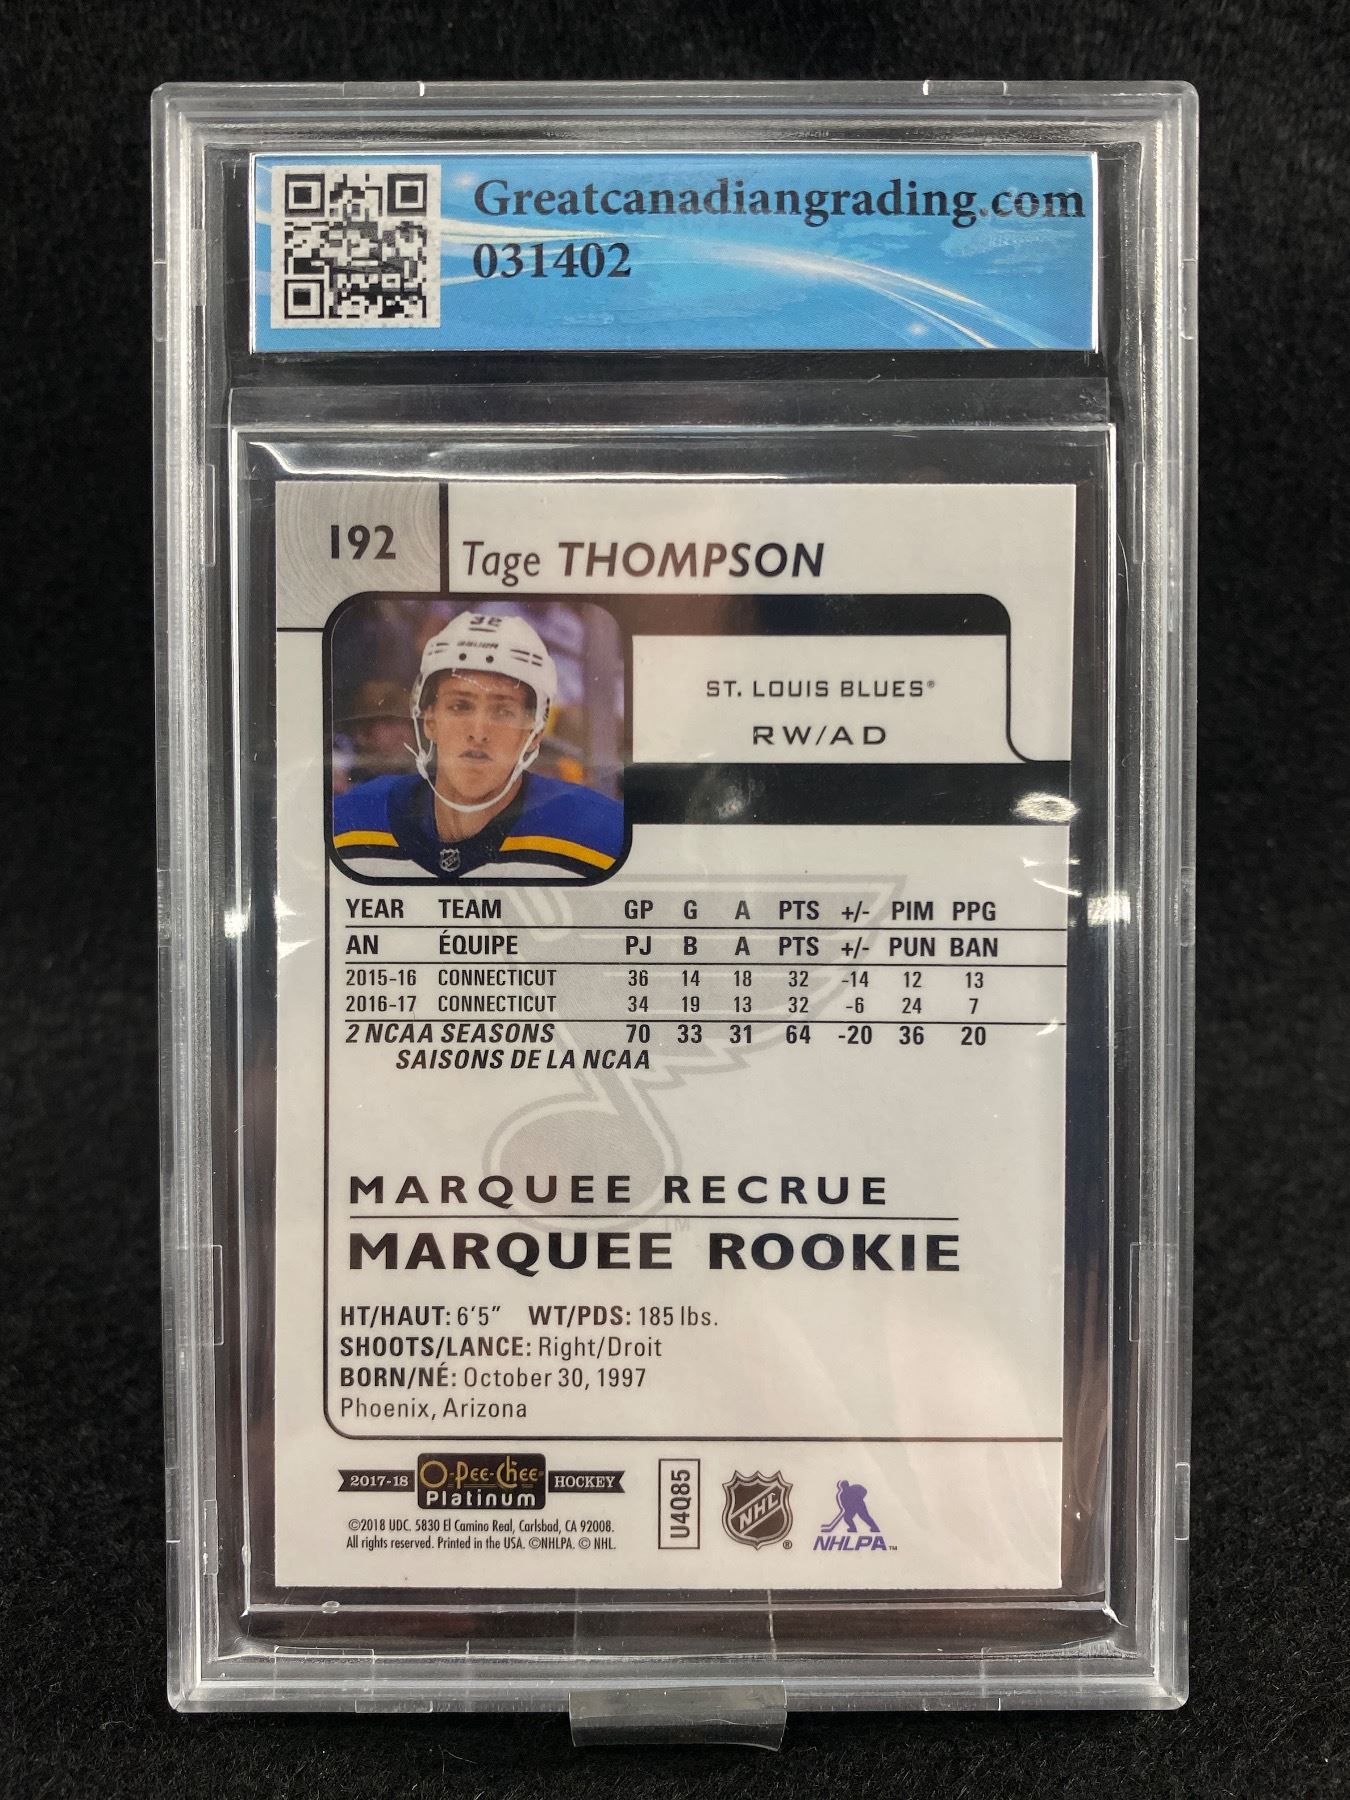 Greatcanadiangrading.com
031402
192
Tage THOMPSON
32
BAUER
ST. LOUIS BLUES®
RW/AD
YEAR TEAM GP G A PTS +/- PIM PPG
AN ÉQUIPE PJ B A PTS +/- PUN BAN
2015-16 CONNECTICUT 36 14 18 32 -14 12 13
2016-17 CONNECTICUT 34 19 13 32 -6 24 7
2 NCAA SEASONS 70 33 31 64 -20 36 20
SAISONS DE LA NCAA
MARQUEE RECRUE
TM
MARQUEE ROOKIE
HT/HAUT: 6'5" WT/PDS: 185 lbs.
SHOOTS/LANCE: Right/Droit
BORN/NÉ: October 30, 1997
Phoenix, Arizona
2017-18 O-Pee-Chee Platinum HOCKEY
©2018 UDC. 5830 El Camino Real, Carlsbad, CA 92008.
All rights reserved. Printed in the USA. ©NHLPA. © NHL.
U4Q85
NHL®
NHLPA™